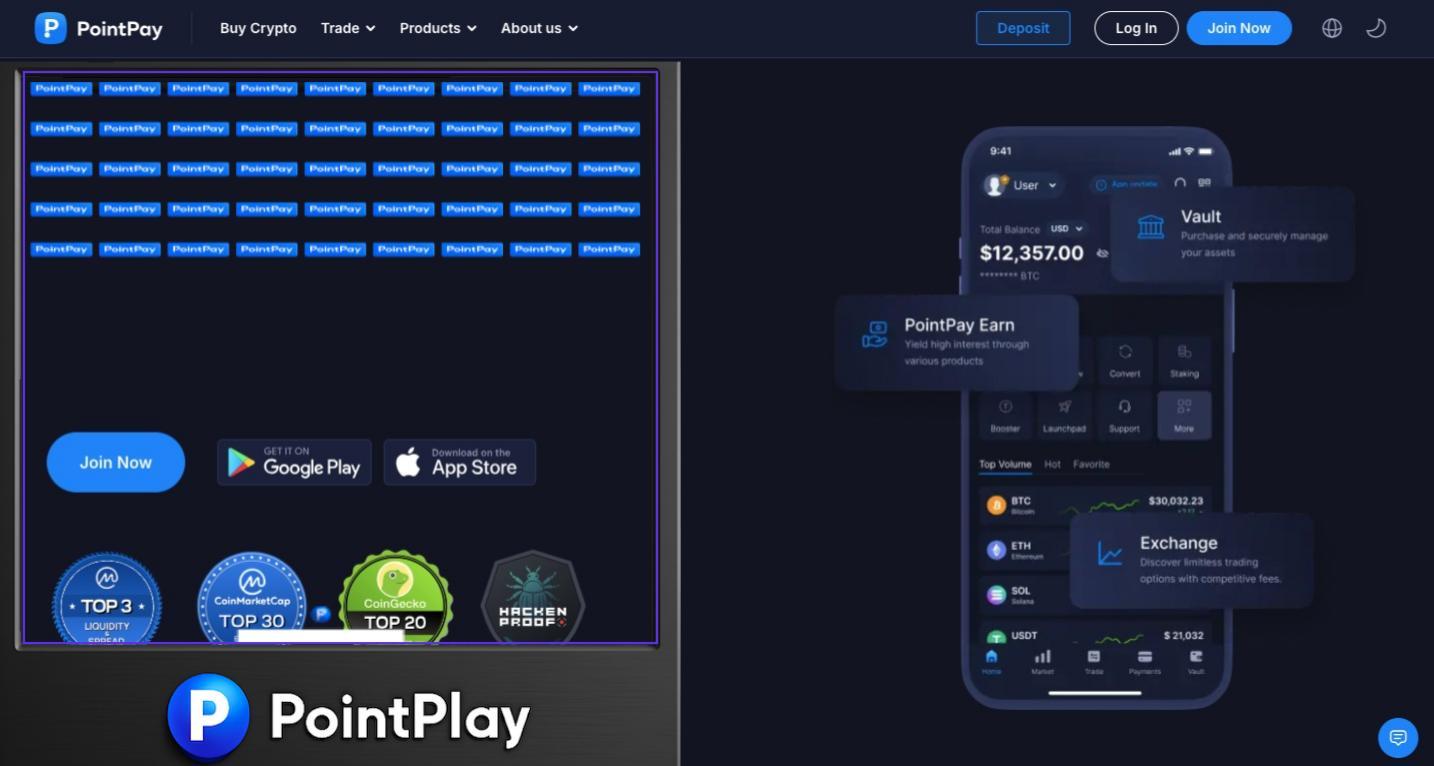 PointPay
Buy Crypto
Trade
Products
About us
Deposit
Log In
Join Now
PointPay PointPay PointPay PointPay PointPay PointPay PointPay PointPay PointPay
PointPay PointPay PointPay PointPay PointPay PointPay PointPay PointPay PointPay
PointPay PointPay PointPay PointPay PointPay PointPay PointPay PointPay PointPay
PointPay PointPay PointPay PointPay PointPay PointPay PointPay PointPay PointPay
PointPay PointPay PointPay PointPay PointPay PointPay PointPay PointPay PointPay
Join Now
GET IT ON
Google Play
Download on the
App Store
TOP 3
LIQUIDITY
&
SPREAD
CoinMarketCap
TOP 30
CoinGecko
TOP 20
HACKEN
PROOF
P PointPlay
9:41
User
App update
Total Balance USD
$12,357.00
******** BTC
Vault
Purchase and securely manage
your assets
PointPay Earn
Yield high interest through
various products
Convert
Staking
Booster
Launchpad
Support
More
Top Volume
Hot
Favorite
BTC
Bitcoin
$30,032.23
ETH
Ethereum
Exchange
Discover limitless trading
options with competitive fees.
SOL
Solana
USDT
$ 21,032
Home
Market
Trade
Payments
Vault